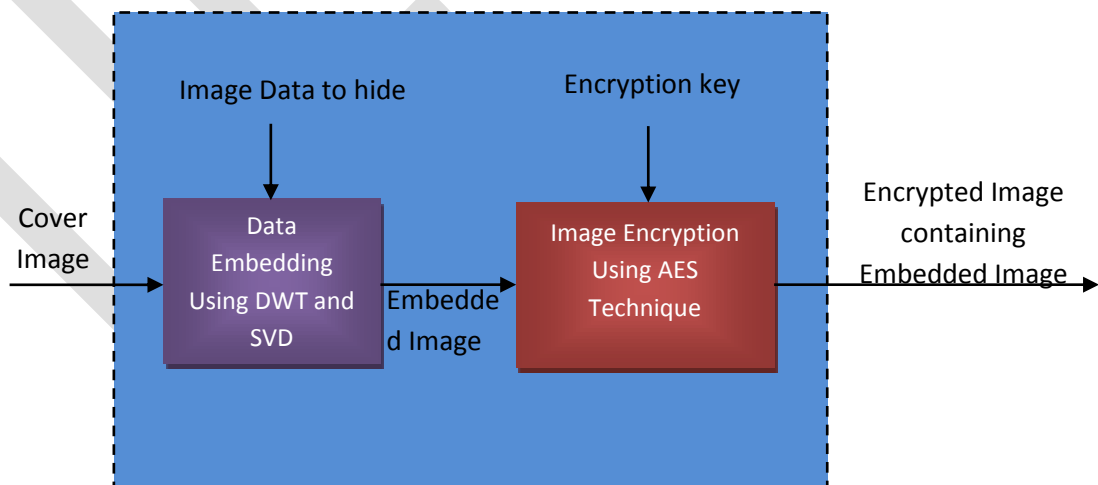 Image Data to hide
Encryption key
Cover
Image
Data
Embedding
Using DWT and
SVD
Embedde
d Image
Image Encryption
Using AES
Technique
Encrypted Image
containing
Embedded Image